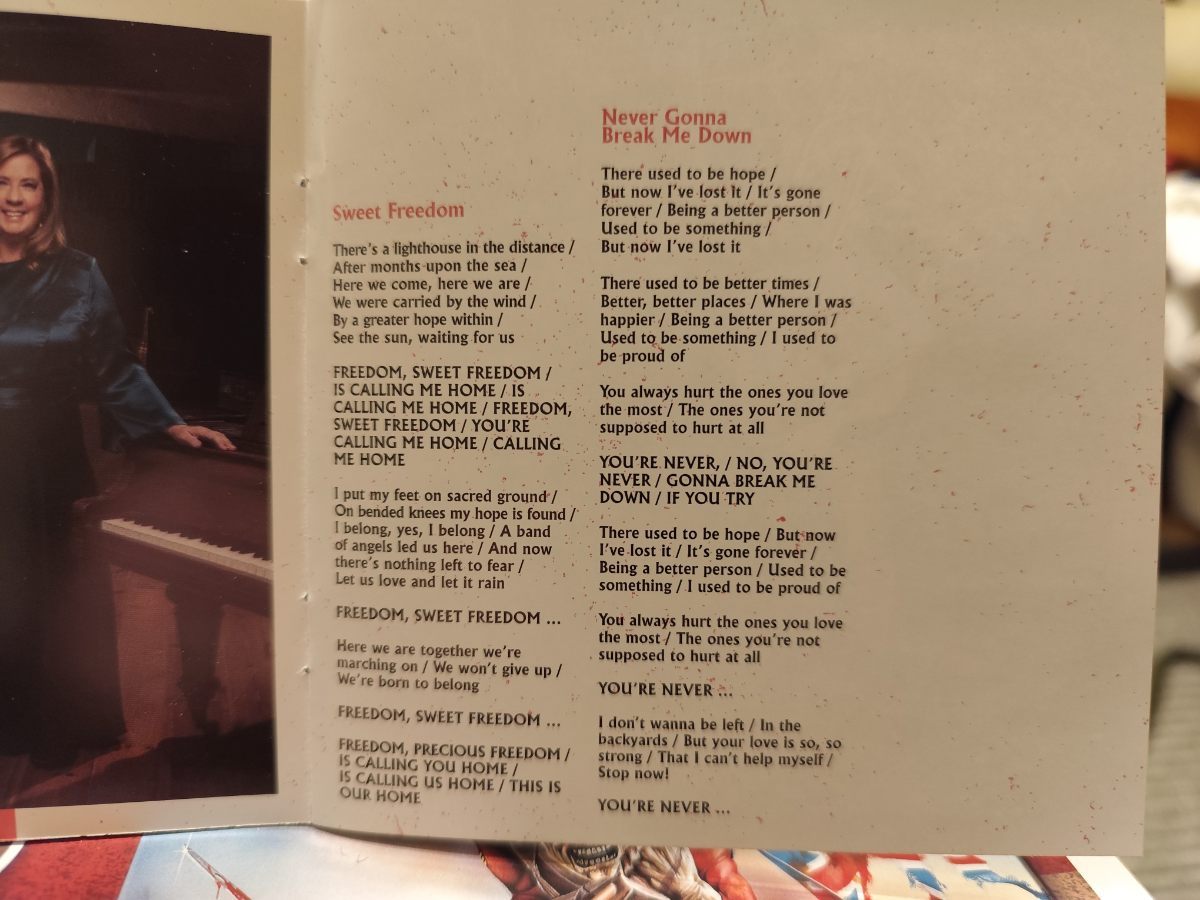 Sweet Freedom
There's a lighthouse in the distance /
After months upon the sea /
Here we come, here we are /
We were carried by the wind /
By a greater hope within /
See the sun, waiting for us
FREEDOM, SWEET FREEDOM /
IS CALLING ME HOME / IS
CALLING ME HOME / FREEDOM,
SWEET FREEDOM / YOU'RE
CALLING ME HOME / CALLING
ME HOME
I put my feet on sacred ground /
On bended knees my hope is found /
I belong, yes, I belong / A band
of angels led us here / And now
there's nothing left to fear /
Let us love and let it rain
FREEDOM, SWEET FREEDOM ...
Here we are together we're
marching on / We won't give up /
We're born to belong
FREEDOM, SWEET FREEDOM ...
FREEDOM, PRECIOUS FREEDOM /
IS CALLING YOU HOME /
IS CALLING US HOME / THIS IS
OUR HOME
Never Gonna
Break Me Down
There used to be hope /
But now I've lost it / It's gone
forever / Being a better person /
Used to be something /
But now I've lost it
There used to be better times /
Better, better places / Where I was
happier / Being a better person /
Used to be something / I used to
be proud of
You always hurt the ones you love
the most / The ones you're not
supposed to hurt at all
YOU'RE NEVER, / NO, YOU'RE
NEVER / GONNA BREAK ME
DOWN / IF YOU TRY
There used to be hope / But now
I've lost it / It's gone forever /
Being a better person / Used to be
something / I used to be proud of
You always hurt the ones you love
the most / The ones you're not
supposed to hurt at all
YOU'RE NEVER ...
I don't wanna be left / In the
backyards / But your love is so, so
strong / That I can't help myself /
Stop now!
YOU'RE NEVER ...